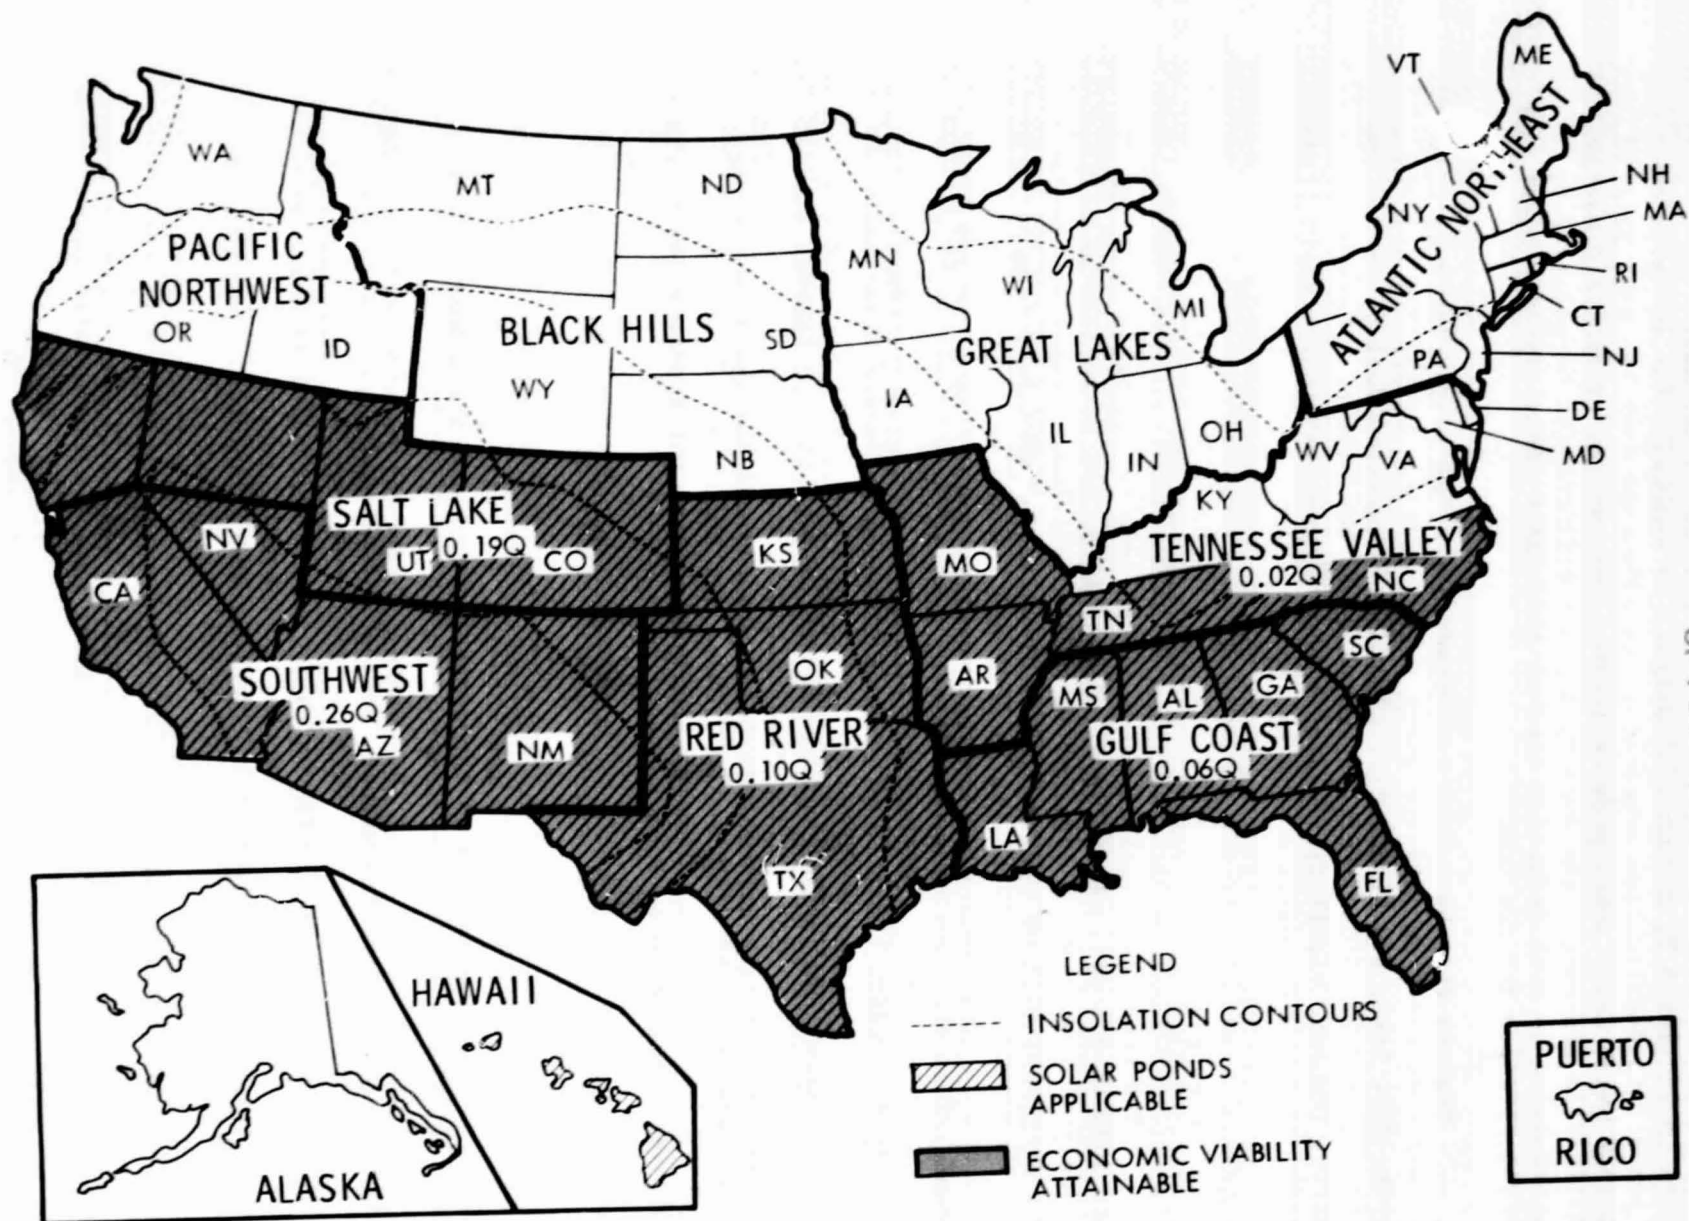 VT
ME
WA
MT
ND
NH
MA
NY
ATLANTIC NORTHEAST
PACIFIC
NORTHWEST
MN
WI
MI
RI
CT
OR
ID
BLACK HILLS
SD
GREAT LAKES
PA
NJ
WY
IA
DE
NB
IL
IN
OH
WV
VA
MD
KY
SALT LAKE
0.19Q
NV
UT
CO
KS
MO
TENNESSEE VALLEY
0.02Q
CA
NC
TN
SC
SOUTHWEST
0.26Q
AZ
NM
OK
AR
MS
AL
GA
RED RIVER
0.10Q
GULF COAST
0.06Q
LA
TX
FL
HAWAII
ALASKA
LEGEND
INSOLATION CONTOURS
SOLAR PONDS
APPLICABLE
ECONOMIC VIABILITY
ATTAINABLE
PUERTO
RICO